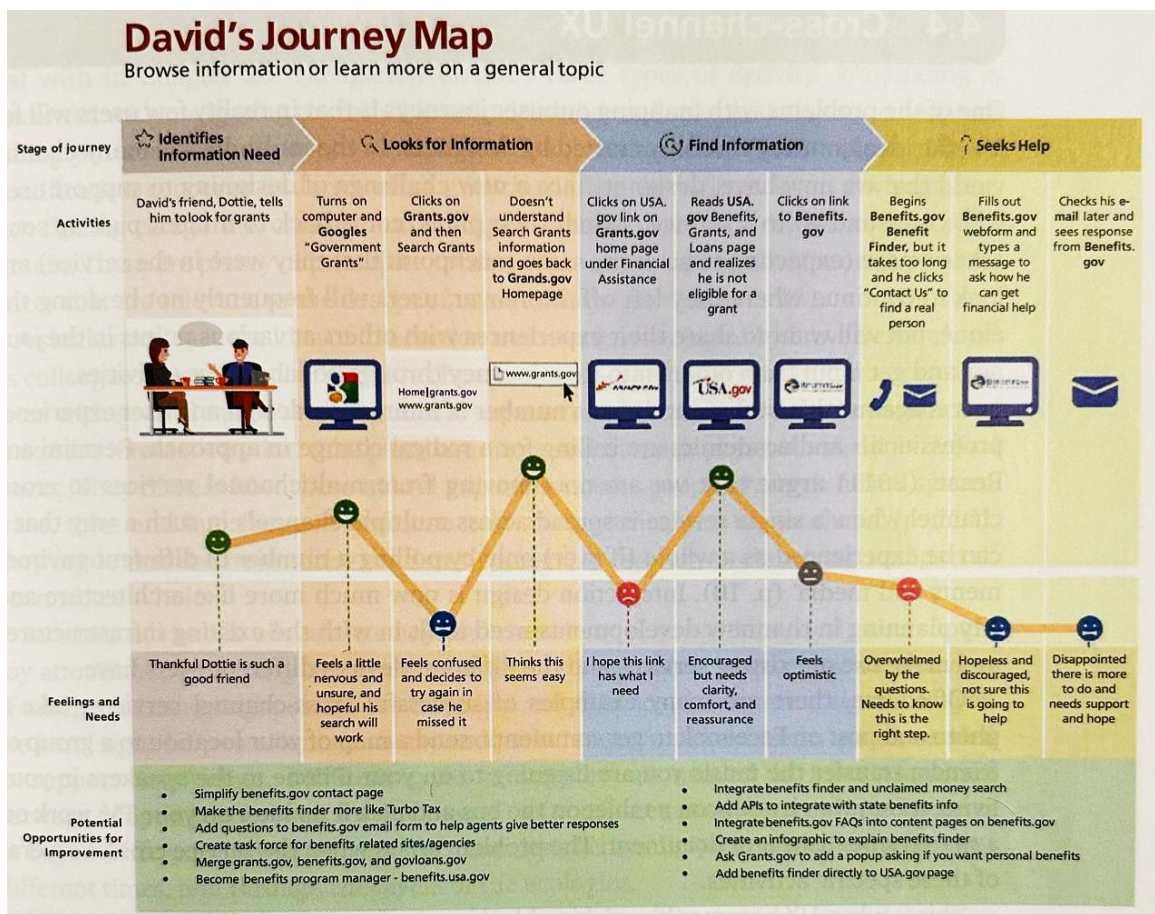 David's Journey Map
Browse information or learn more on a general topic
Stage of journey
Identifies
Information Need
Looks for Information
Find Information
Seeks Help
Activities
David's friend, Dottie, tells
him to look for grants
Turns on
computer and
Googles
"Government
Grants"
Clicks on
Grants.gov
and then
Search Grants
Doesn't
understand
Search Grants
information
and goes back
to Grands.gov
Homepage
Clicks on USA.
gov link on
Grants.gov
home page
under Financial
Assistance
Reads USA.
gov Benefits,
Grants, and
Loans page
and realizes
he is not
eligible for a
grant
Clicks on link
to Benefits.
gov
Begins
Benefits.gov
Benefit
Finder, but it
takes too long
and he clicks
"Contact Us" to
find a real
person
Fills out
Benefits.gov
webform and
types a
message to
ask how he
can get
financial help
Checks his e-
mail later and
sees response
from Benefits.
gov
Home|grants.gov
www.grants.gov
www.grants.gov
USA.gov
Feelings and
Needs
Thankful Dottie is such a
good friend
Feels a little
nervous and
unsure, and
hopeful his
search will
work
Feels confused
and decides to
try again in
case he
missed it
Thinks this
seems easy
I hope this link
has what I
need
Encouraged
but needs
clarity,
comfort, and
reassurance
Feels
optimistic
Overwhelmed
by the
questions.
Needs to know
this is the
right step.
Hopeless and
discouraged,
not sure this
is going to
help
Disappointed
there is more
to do and
needs support
and hope
Potential
Opportunities for
Improvement
• Simplify benefits.gov contact page
• Make the benefits finder more like Turbo Tax
• Add questions to benefits.gov email form to help agents give better responses
• Create task force for benefits related sites/agencies
• Merge grants.gov, benefits.gov, and govloans.gov
• Become benefits program manager - benefits.usa.gov
• Integrate benefits finder and unclaimed money search
• Add APIs to integrate with state benefits info
• Integrate benefits.gov FAQs into content pages on benefits.gov
• Create an infographic to explain benefits finder
• Ask Grants.gov to add a popup asking if you want personal benefits
• Add benefits finder directly to USA.gov page